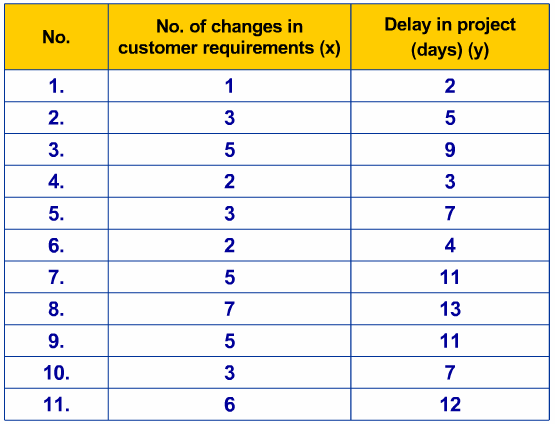 No. No. of changes in customer requirements (x) Delay in project (days) (y)
1. 1 2
2. 3 5
3. 5 9
4. 2 3
5. 3 7
6. 2 4
7. 5 11
8. 7 13
9. 5 11
10. 3 7
11. 6 12